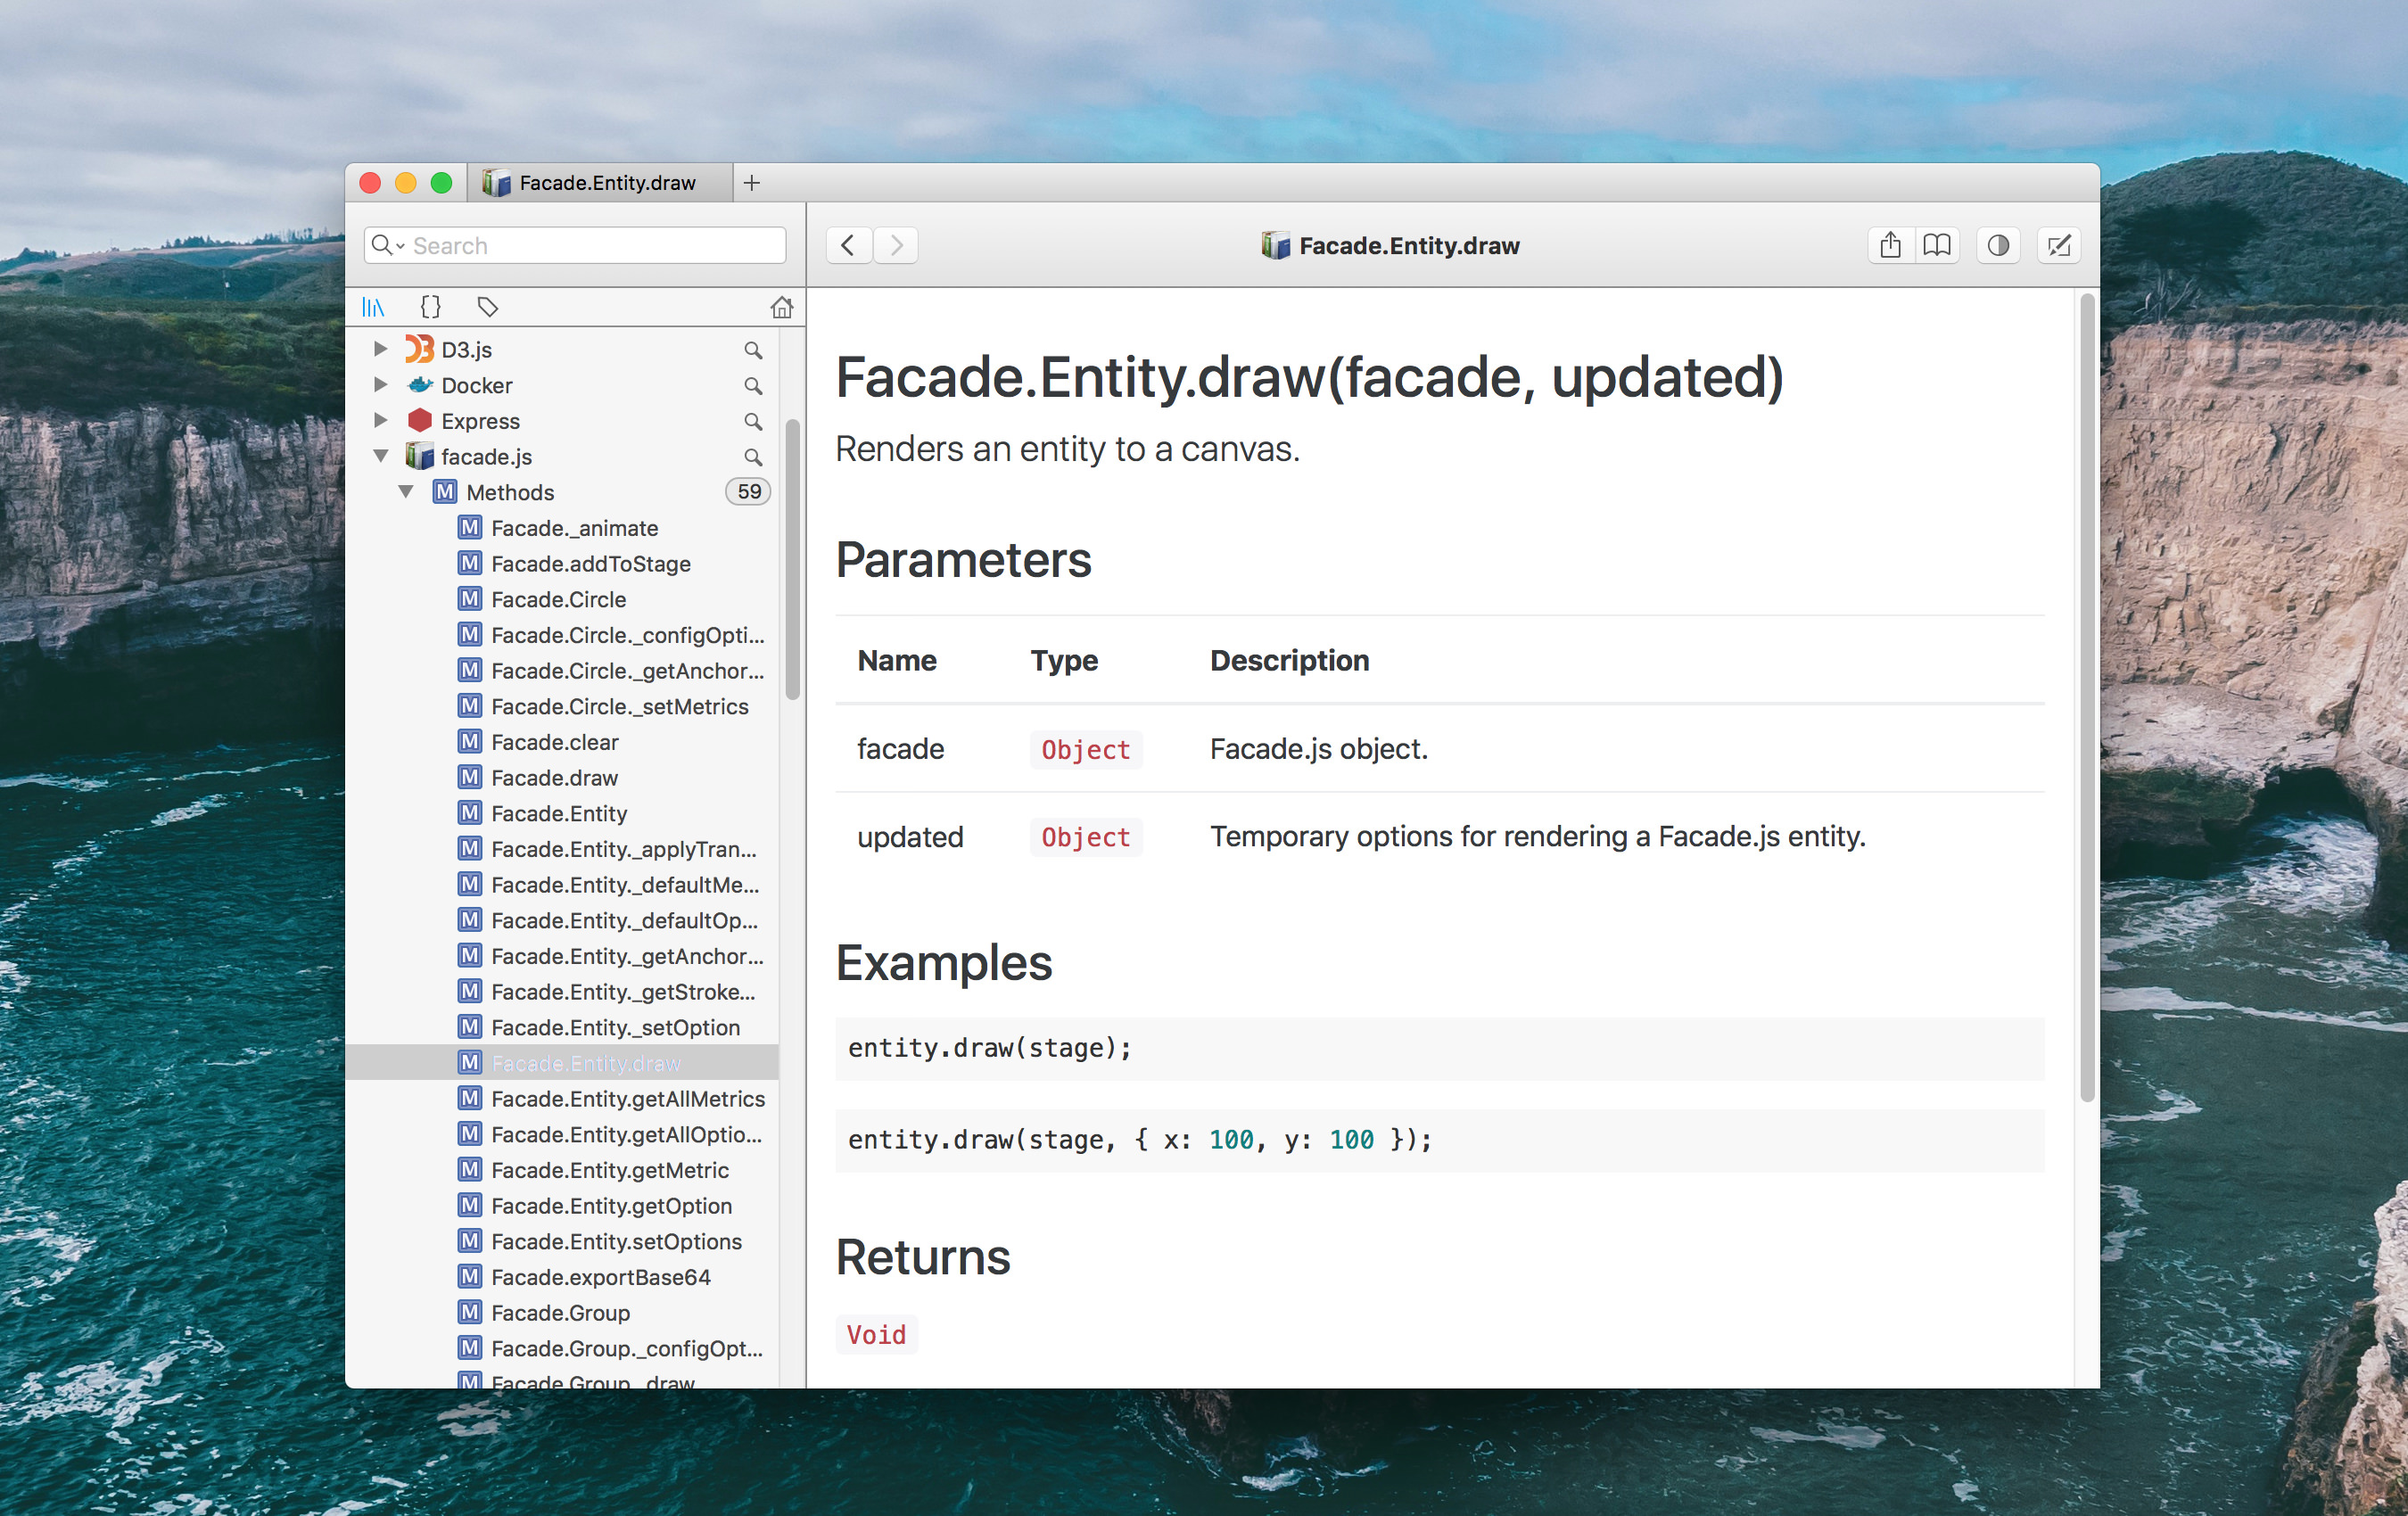 Facade.Entity.draw
Search
Facade.Entity.draw
D3.js
Docker
Express
facade.js
M Methods 59
M Facade._animate
M Facade.addToStage
M Facade.Circle
M Facade.Circle._configOpti...
M Facade.Circle._getAnchor...
M Facade.Circle._setMetrics
M Facade.clear
M Facade.draw
M Facade.Entity
M Facade.Entity._applyTran...
M Facade.Entity._defaultMe...
M Facade.Entity._defaultOp...
M Facade.Entity._getAnchor...
M Facade.Entity._getStroke...
M Facade.Entity._setOption
M Facade.Entity.draw
M Facade.Entity.getAllMetrics
M Facade.Entity.getAllOptio...
M Facade.Entity.getMetric
M Facade.Entity.getOption
M Facade.Entity.setOptions
M Facade.exportBase64
M Facade.Group
M Facade.Group._configOpt...
M Facade.Group._draw
Facade.Entity.draw(facade, updated)
Renders an entity to a canvas.
Parameters
Name Type Description
facade Object Facade.js object.
updated Object Temporary options for rendering a Facade.js entity.
Examples
entity.draw(stage);
entity.draw(stage, { x: 100, y: 100 });
Returns
Void